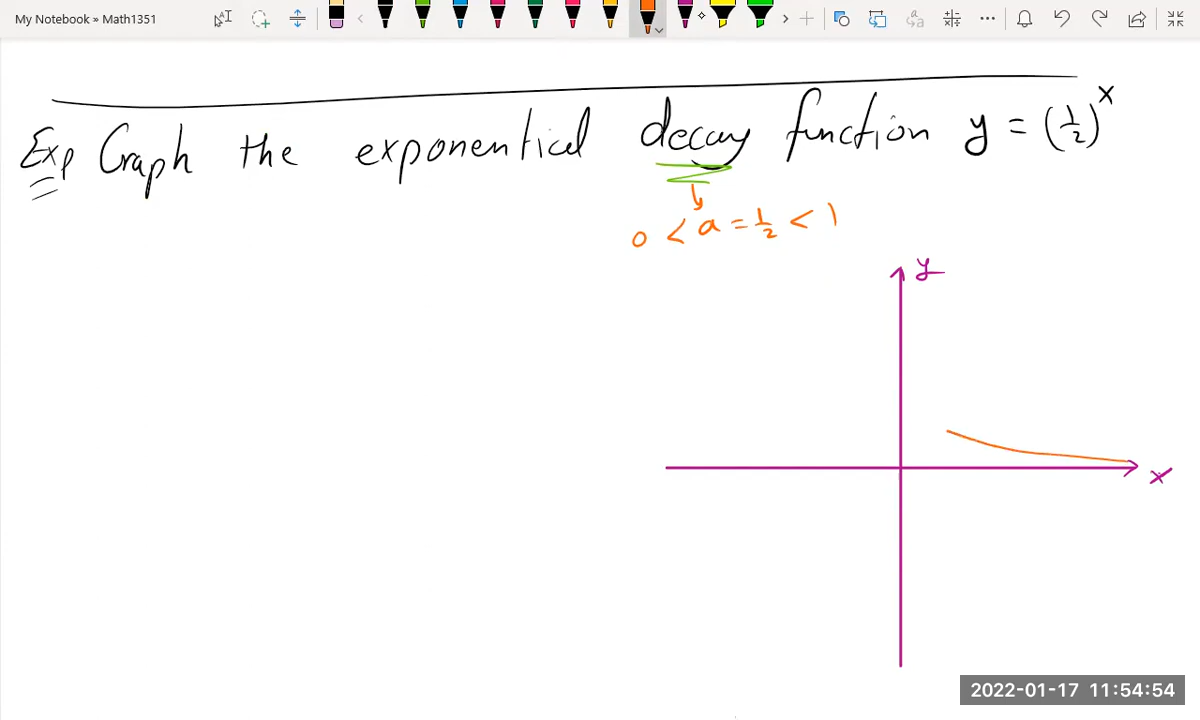 My Notebook » Math1351
Exp Graph the exponential decay function y = (1/2)^x
0 < a = 1/2 < 1
y
x
2022-01-17 11:54:54